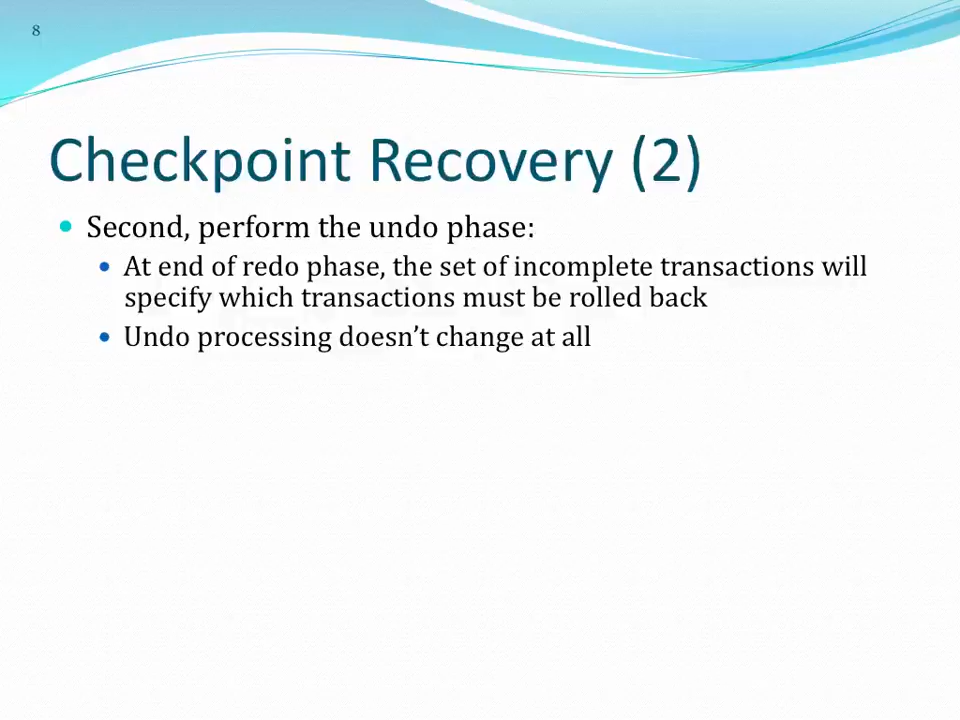 8
Checkpoint Recovery (2)
• Second, perform the undo phase:
• At end of redo phase, the set of incomplete transactions will
specify which transactions must be rolled back
• Undo processing doesn’t change at all